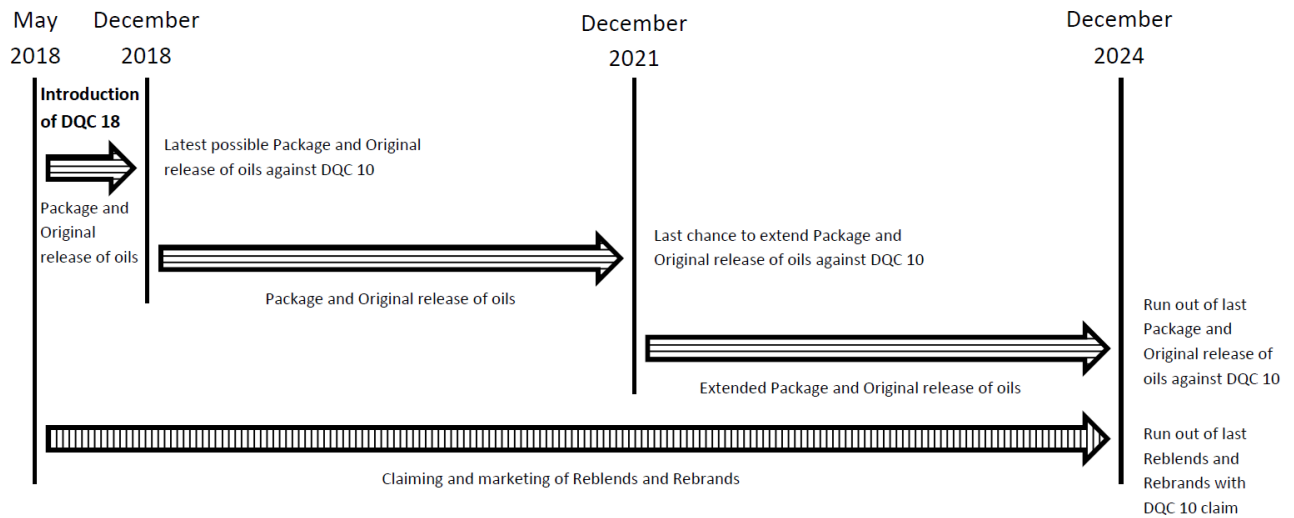 May
2018
December
2018
December
2021
December
2024
Introduction
of DQC 18
Latest possible Package and Original
release of oils against DQC 10
Package and
Original
release of oils
Package and Original release of oils
Last chance to extend Package and
Original release of oils against DQC 10
Extended Package and Original release of oils
Run out of last
Package and
Original release of
oils against DQC 10
Claiming and marketing of Reblends and Rebrands
Run out of last
Reblends and
Rebrands with
DQC 10 claim